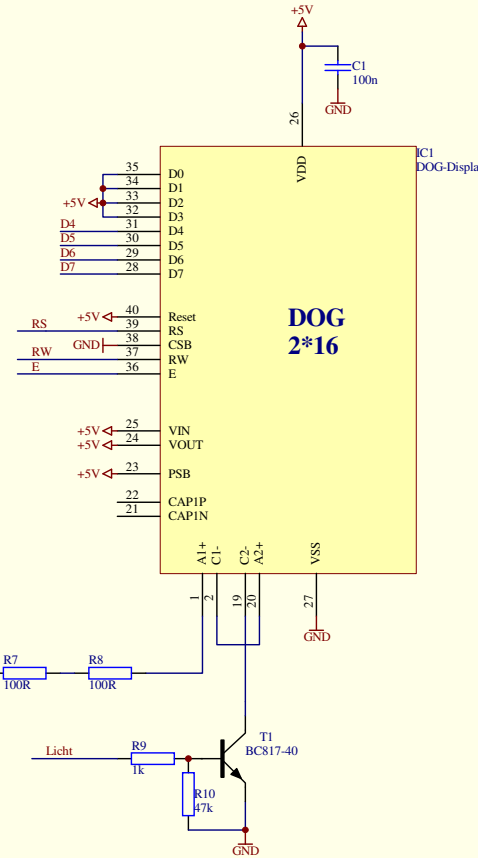 +5V
C1
100n
GND
26
VDD
IC1
DOG-Displa
35 D0
34 D1
+5V 33 D2
32 D3
D4 31 D4
D5 30 D5
D6 29 D6
D7 28 D7
+5V 40 Reset
RS 39 RS
GND 38 CSB
RW 37 RW
E 36 E
DOG
2*16
+5V 25 VIN
+5V 24 VOUT
+5V 23 PSB
22 CAP1P
21 CAP1N
A1+ C1- C2- A2+ VSS
1 2 19 20 27
GND
R7 R8
100R 100R
T1
BC817-40
Licht R9
1k
R10
47k
GND